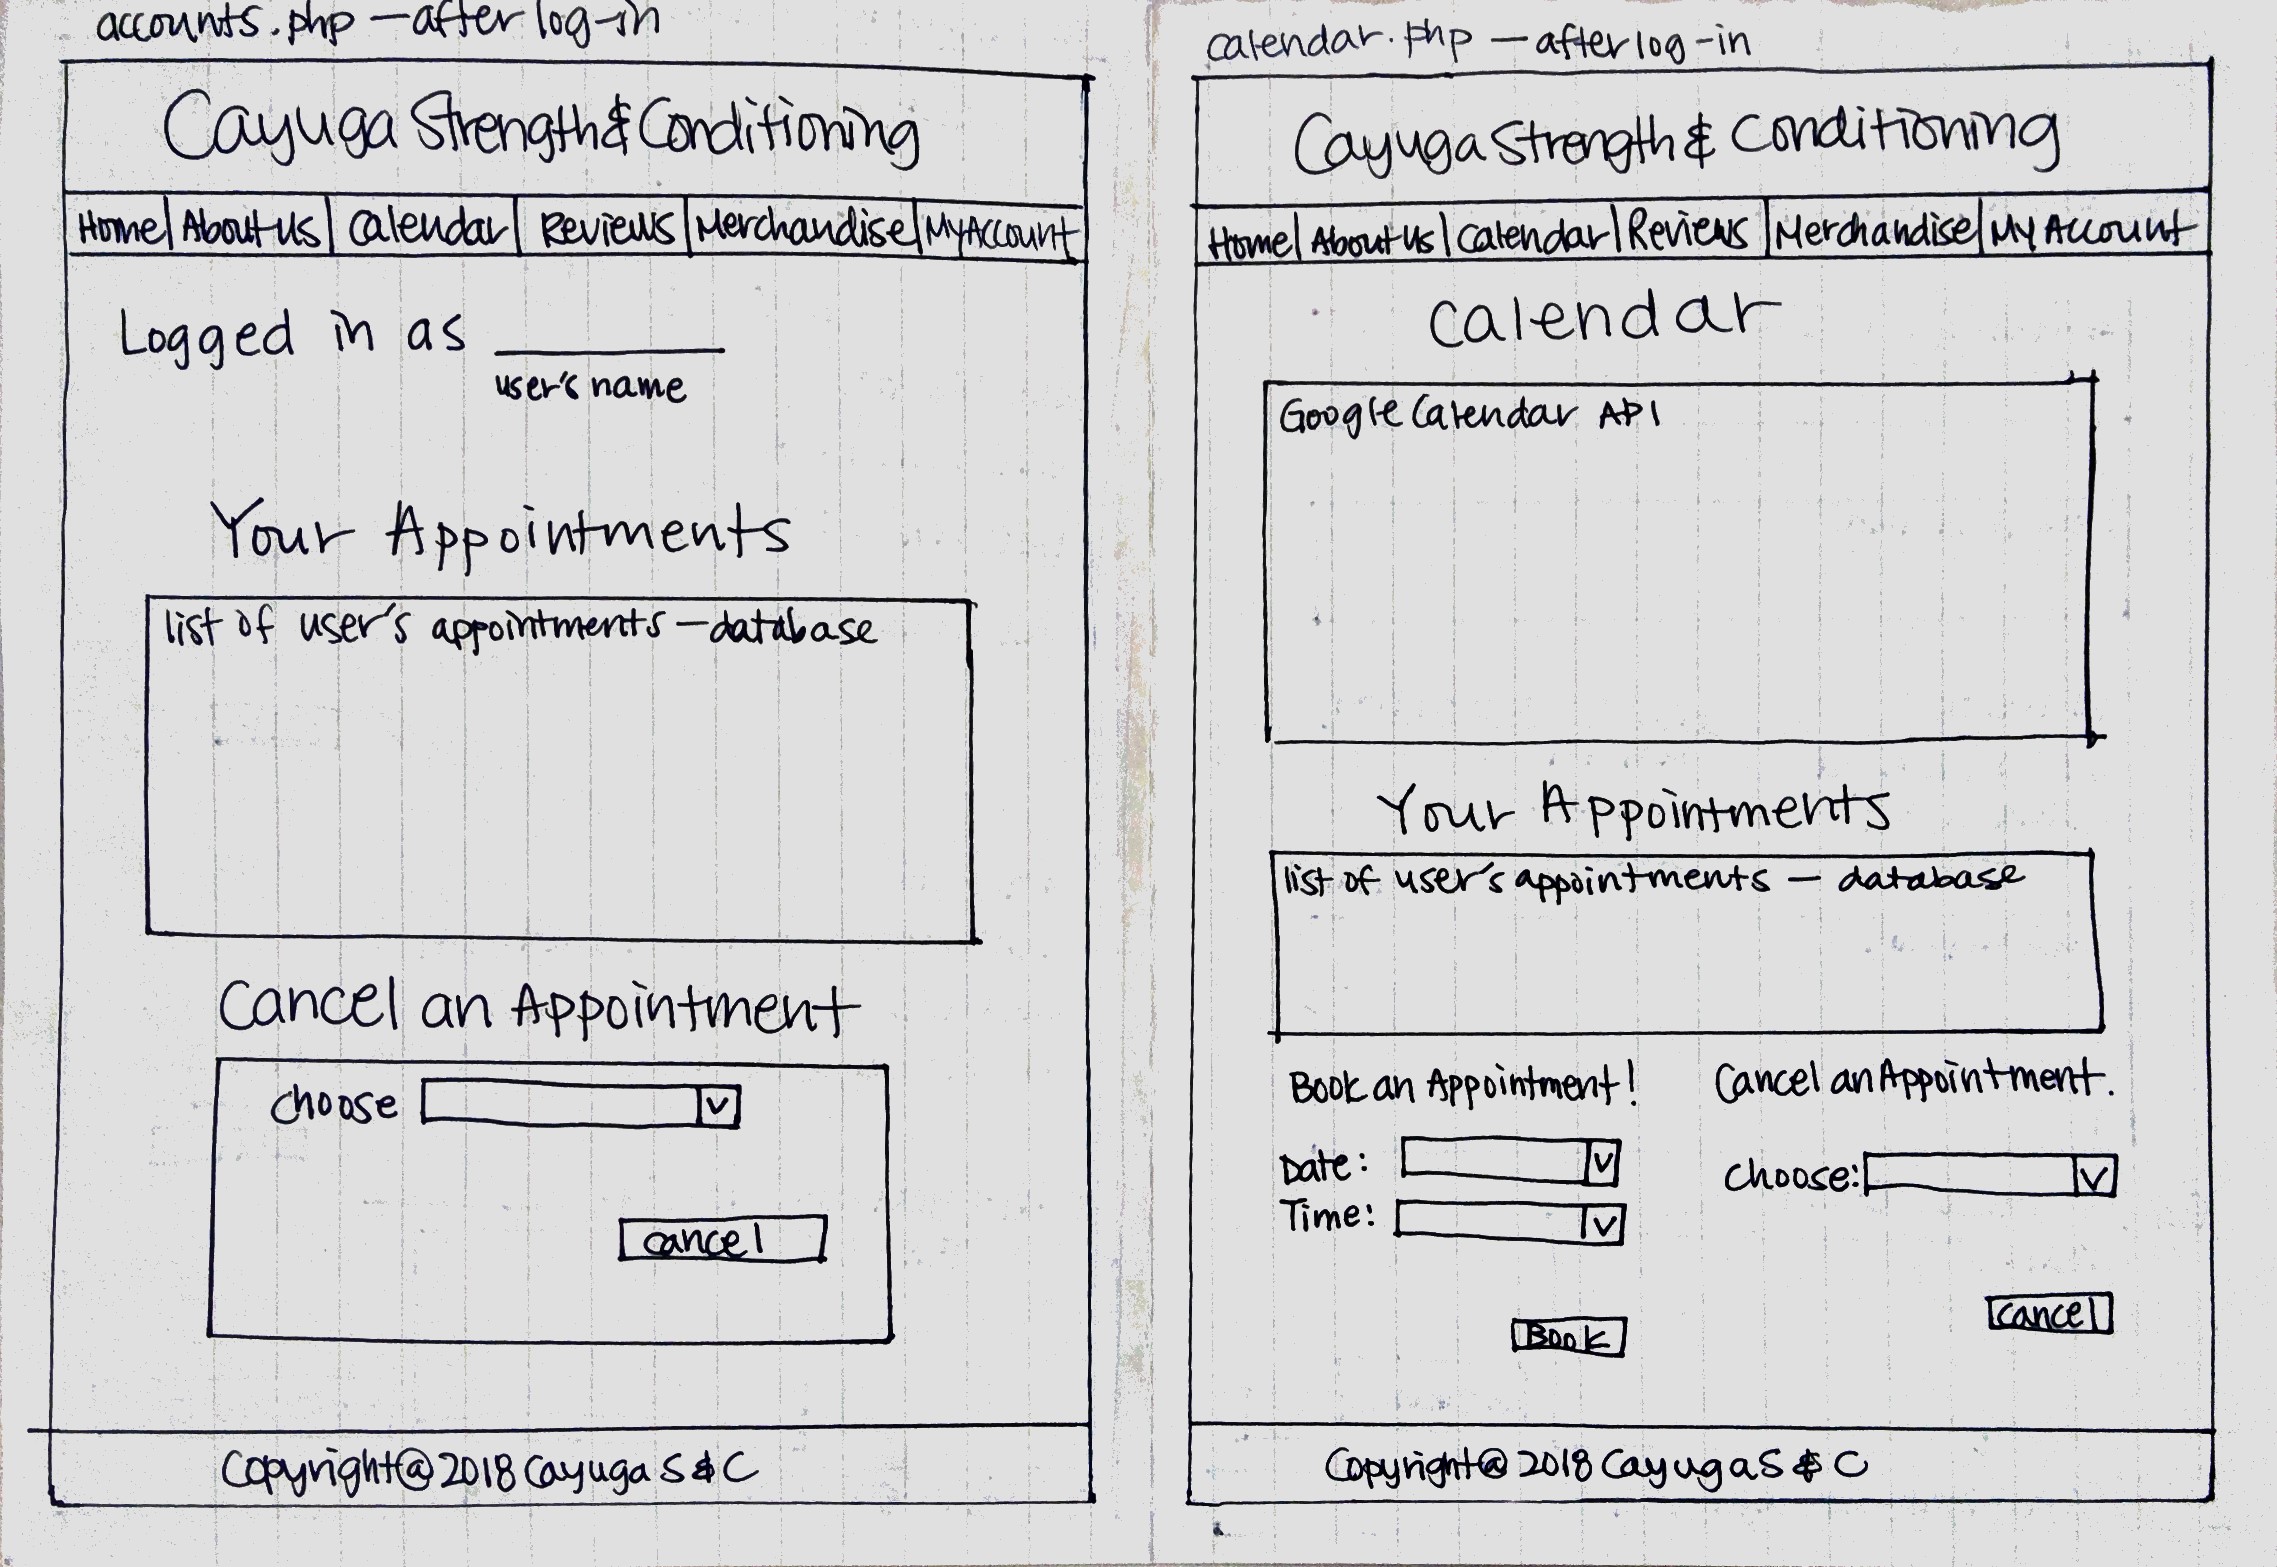 accounts.php — after log-in
Cayuga Strength & Conditioning
Home | About Us | Calendar | Reviews | Merchandise | My Account
Logged in as ________
user's name
Your Appointments
list of user's appointments — database
Cancel an Appointment
choose V
cancel
Copyright @ 2018 Cayuga S & C
calendar.php — after log-in
Cayuga Strength & Conditioning
Home | About Us | Calendar | Reviews | Merchandise | My Account
Calendar
Google Calendar API
Your Appointments
list of user's appointments — database
Book an Appointment! Cancel an Appointment.
Date: V
Time: V
Choose: V
Book
cancel
Copyright @ 2018 Cayuga S & C